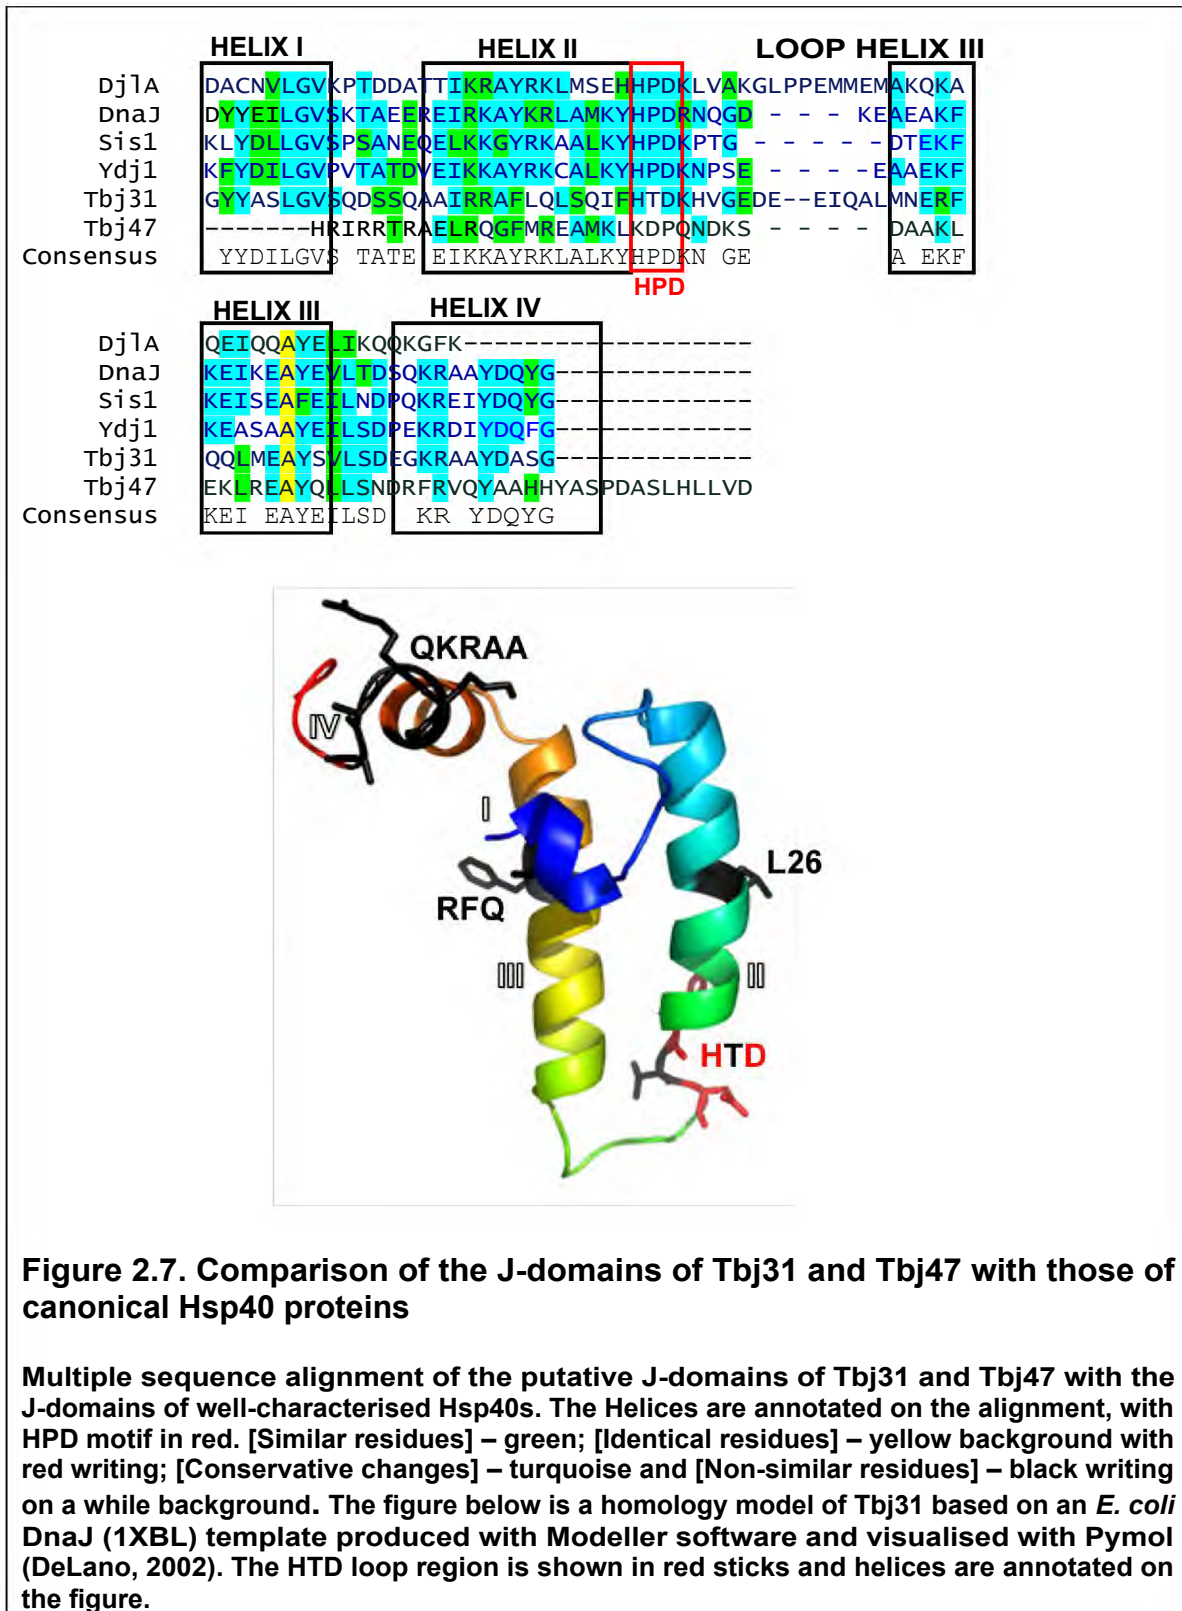 HELIX I HELIX II LOOP HELIX III
DjlA DACNVLGVKPTDDATTIKRAYRKLMSEHHPDKLVAKGLPPEMMEMAKQKA
DnaJ DYYEILGVSKTAEEREIRKAYKRLAMKYHPDRNQGD - - - KEAEAKF
Sis1 KLYDLLGVSPSANEQELKKGYRKAALKYHPDKPTG - - - - - DTEKF
Ydj1 KFYDILGVPVTATDVEIKKAYRKCALKYHPDKNPSE - - - - EAAEKF
Tbj31 GYYASLGVSQDSSQAAIRRAFLQLSQIFHTDKHVGEDE--EIQALMNERF
Tbj47 -------HRIRRTRAELRQGFMREAMKLKDPQNDKS - - - - DAAKL
Consensus YYDILGVS TATE EIKKAYRKLALKYHPDKN GE A EKF
HPD
HELIX III HELIX IV
DjlA QEIQQAYELIKQQKGFK-------------------
DnaJ KEIKEAYEVLTDSQKRAAYDQYG-------------
Sis1 KEISEAFEILNDPQKREIYDQYG-------------
Ydj1 KEASAAYEILSDPEKRDIYDQFG-------------
Tbj31 QQLMEAYSVLSDEGKRAAYDASG-------------
Tbj47 EKLREAYQLLSNDRFRVQYAAHHYASPDASLHLLVD
Consensus KEI EAYEILSD KR YDQYG
QKRAA
IV
I
L26
RFQ
III II
HTD
Figure 2.7. Comparison of the J-domains of Tbj31 and Tbj47 with those of
canonical Hsp40 proteins
Multiple sequence alignment of the putative J-domains of Tbj31 and Tbj47 with the
J-domains of well-characterised Hsp40s. The Helices are annotated on the alignment, with
HPD motif in red. [Similar residues] – green; [Identical residues] – yellow background with
red writing; [Conservative changes] – turquoise and [Non-similar residues] – black writing
on a while background. The figure below is a homology model of Tbj31 based on an E. coli
DnaJ (1XBL) template produced with Modeller software and visualised with Pymol
(DeLano, 2002). The HTD loop region is shown in red sticks and helices are annotated on
the figure.